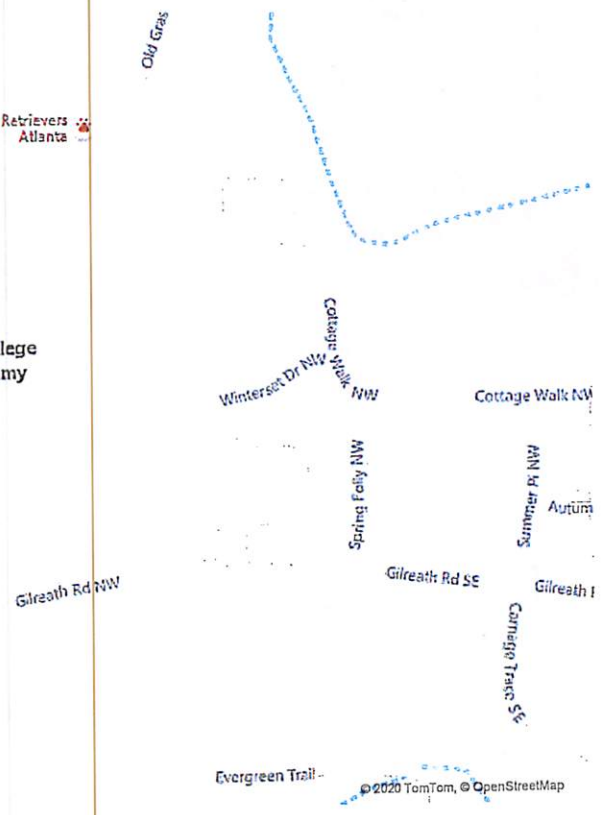 Old Gras
Retrievers
Atlanta
Cottage Walk NW
Winterset Dr NW
lege
my
Cottage Walk NW
Spring Folly NW
Summer Pl NW
Autum
Gilreath Rd NW
Gilreath Rd SE
Gilreath
Carriage Trace SE
Evergreen Trail
© 2020 TomTom, © OpenStreetMap